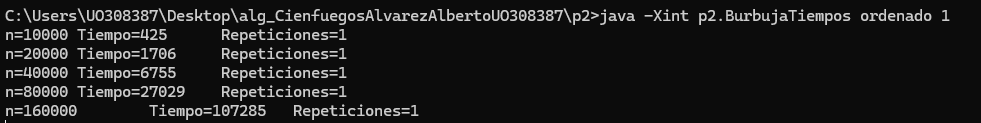 C:\Users\UO308387\Desktop\alg_CienfuegosAlvarezAlbertoUO308387\p2>java -Xint p2.BurbujaTiempos ordenado 1
n=10000 Tiempo=425      Repeticiones=1
n=20000 Tiempo=1706     Repeticiones=1
n=40000 Tiempo=6755     Repeticiones=1
n=80000 Tiempo=27029    Repeticiones=1
n=160000        Tiempo=107285   Repeticiones=1